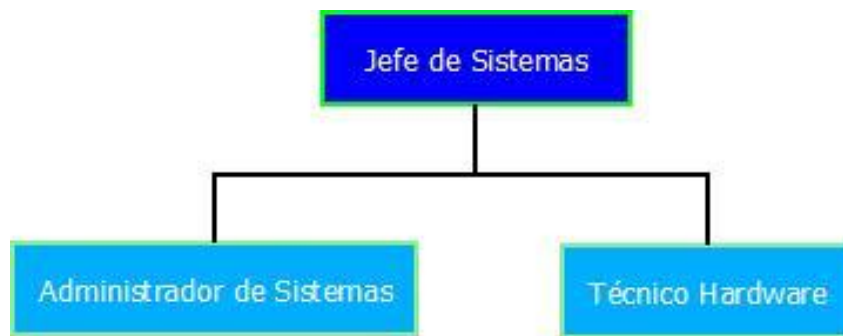 Jefe de Sistemas
Administrador de Sistemas
Técnico Hardware